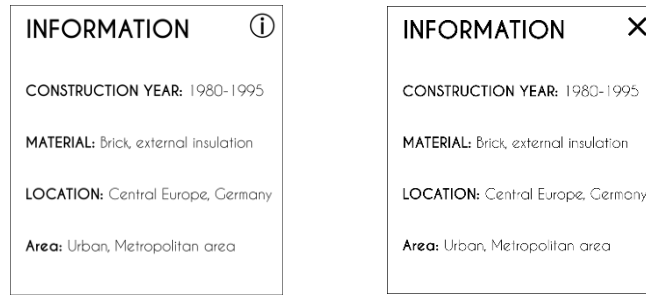 INFORMATION
CONSTRUCTION YEAR: 1980-1995
MATERIAL: Brick, external insulation
LOCATION: Central Europe, Germany
Area: Urban, Metropolitan area
INFORMATION
CONSTRUCTION YEAR: 1980-1995
MATERIAL: Brick, external insulation
LOCATION: Central Europe, Germany
Area: Urban, Metropolitan area